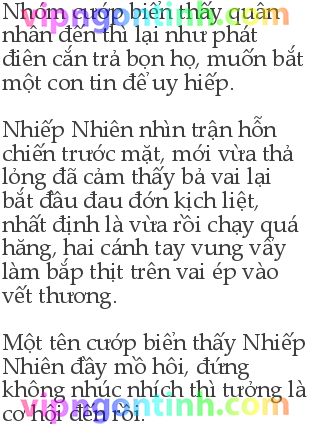 Nhóm cướp biển thấy quân
nhân đến thì lại như phát
điên cắn trả bọn họ, muốn bắt
một con tin để uy hiếp.
Nhiếp Nhiên nhìn trận hỗn
chiến trước mặt, mới vừa thả
lỏng đã cảm thấy bả vai lại
bắt đầu đau đớn kịch liệt,
nhất định là vừa rồi chạy quá
hăng, hai cánh tay vung vẩy
làm bắp thịt trên vai ép vào
vết thương.
Một tên cướp biển thấy Nhiếp
Nhiên đầy mồ hôi, đứng
không nhúc nhích thì tưởng là
cơ hội đến rồi.
vipngontinh.com
vipngontinh.com